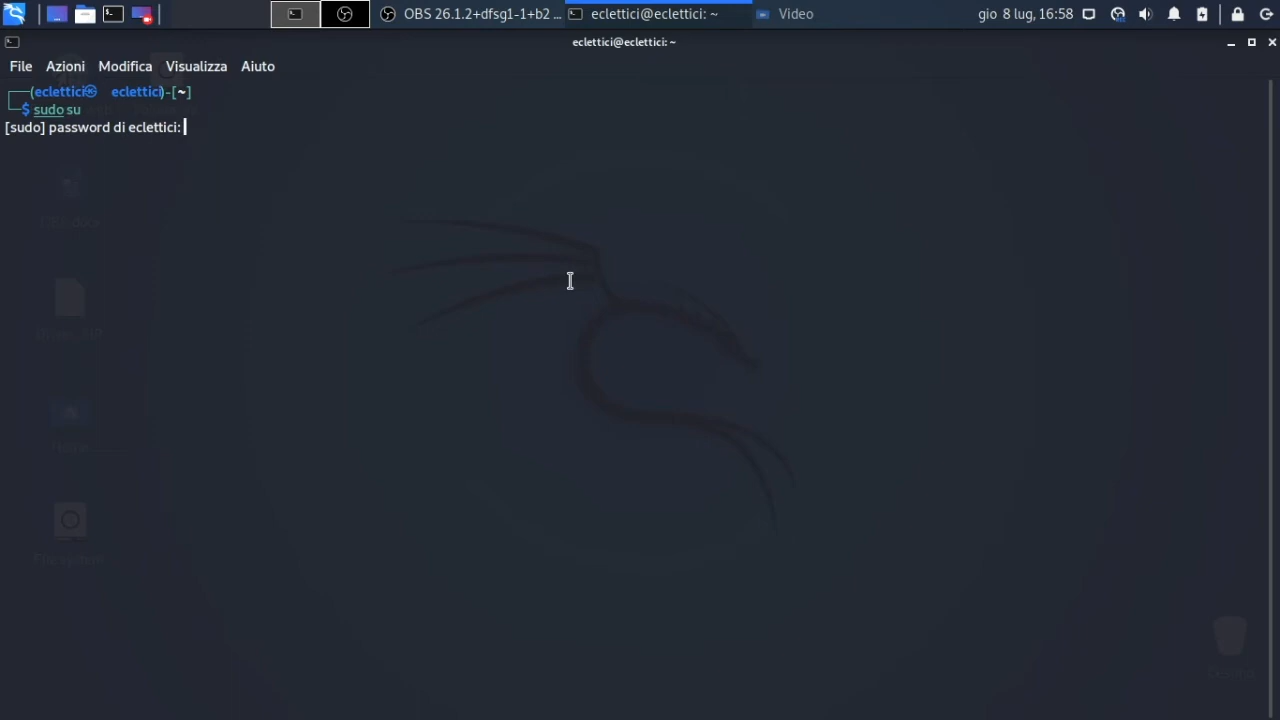 OBS 26.1.2+dfsg1-1+b2 ...
eclettici@eclettici: ~
Video
gio 8 lug, 16:58
eclettici@eclettici: ~
File Azioni Modifica Visualizza Aiuto
┌──(eclettici㉿ eclettici)-[~]
└─$ sudo su
[sudo] password di eclettici:
Home